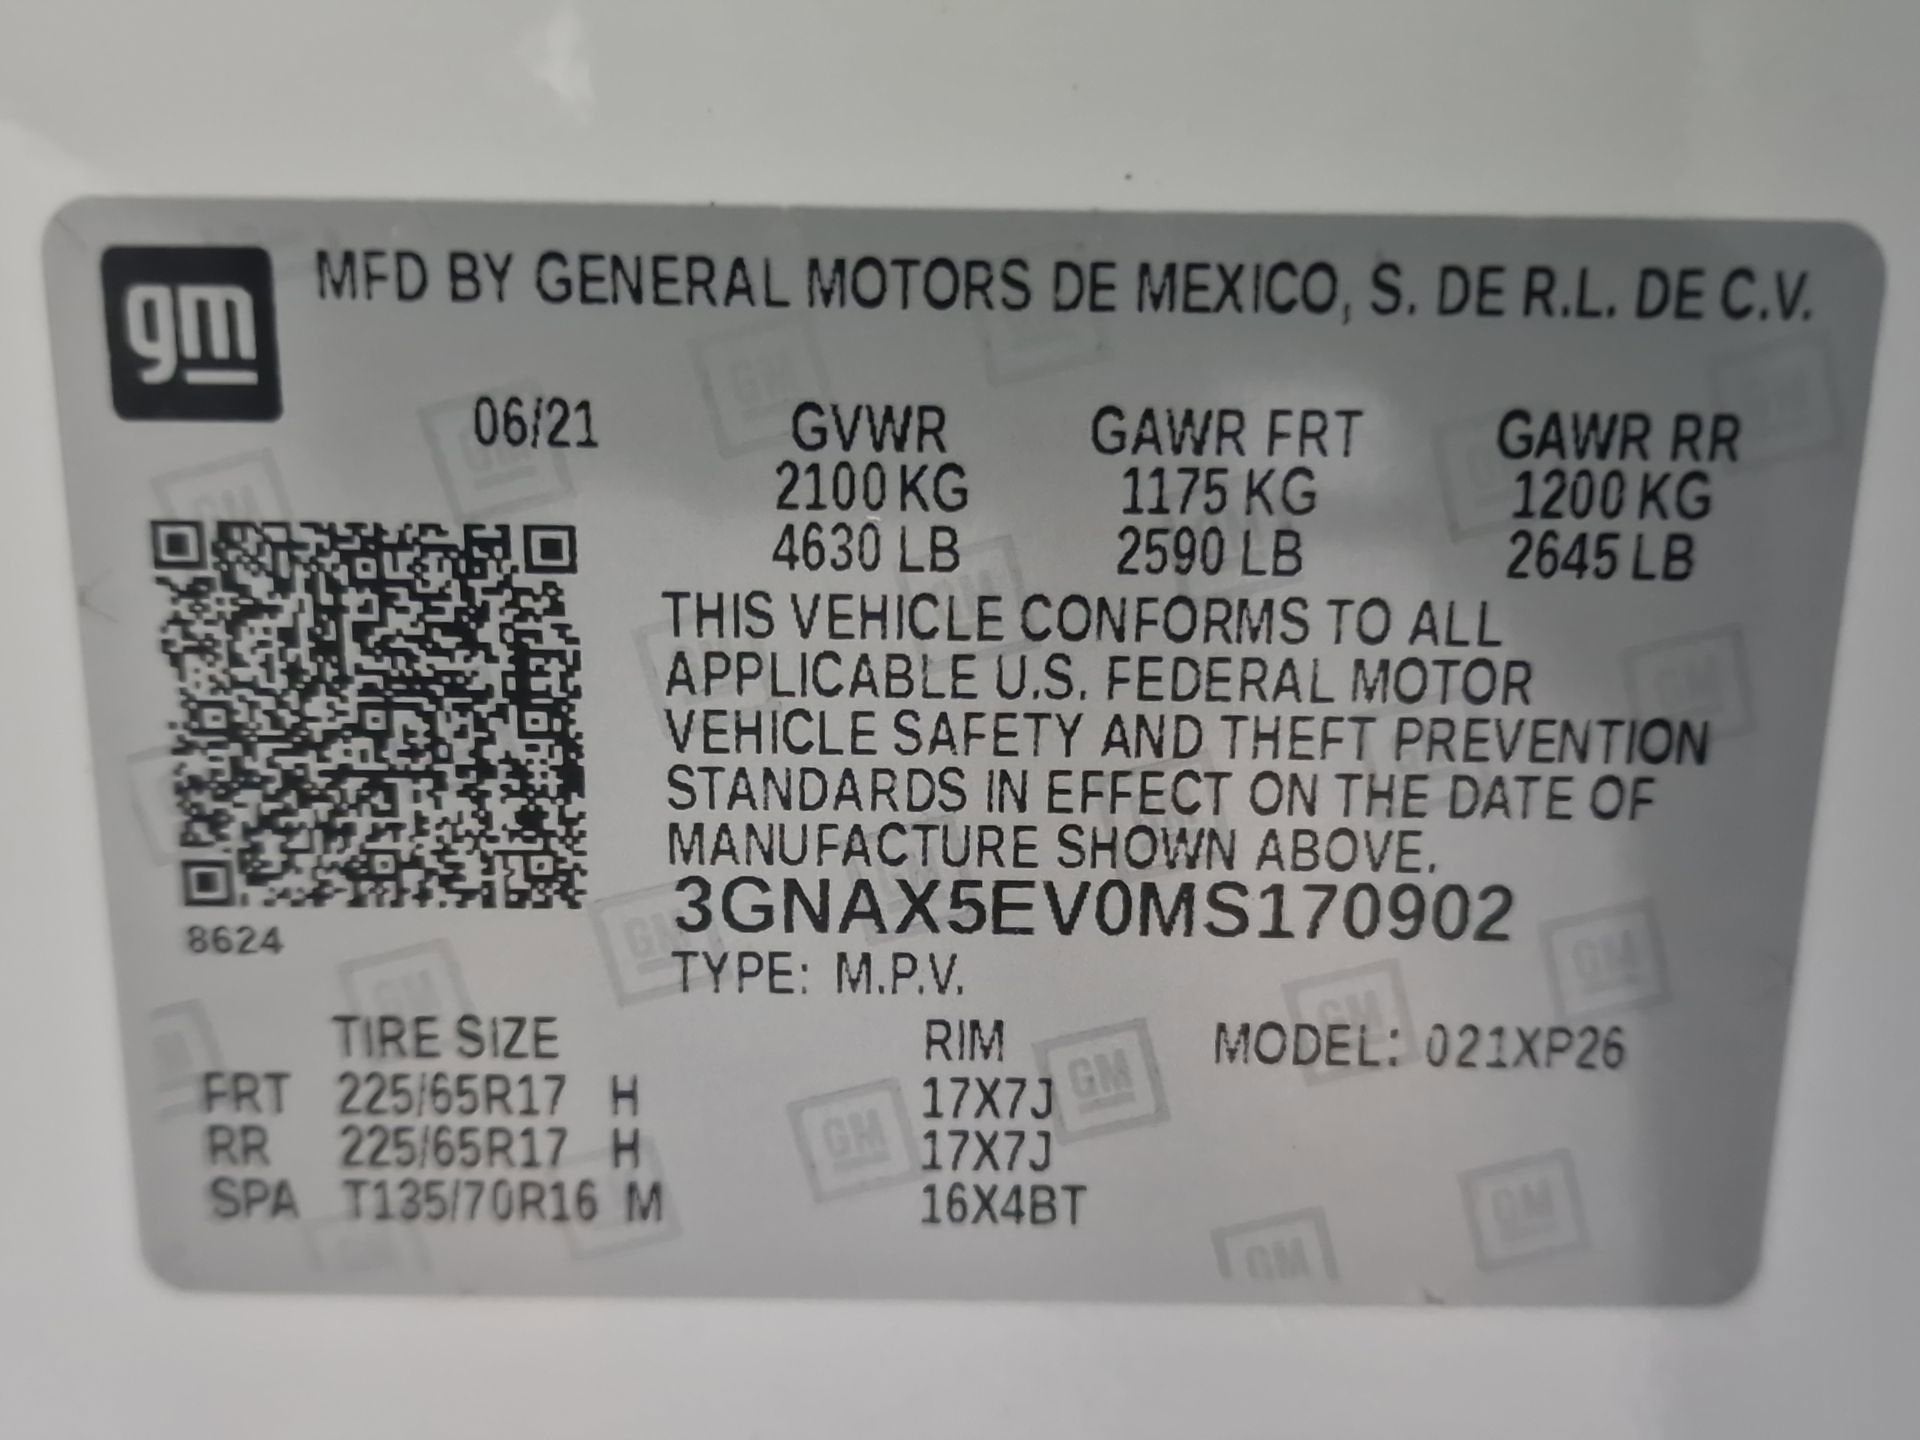 gm
MFD BY GENERAL MOTORS DE MEXICO, S. DE R.L. DE C.V.
06/21 GVWR GAWR FRT GAWR RR
2100 KG 1175 KG 1200 KG
4630 LB 2590 LB 2645 LB
THIS VEHICLE CONFORMS TO ALL
APPLICABLE U.S. FEDERAL MOTOR
VEHICLE SAFETY AND THEFT PREVENTION
STANDARDS IN EFFECT ON THE DATE OF
MANUFACTURE SHOWN ABOVE.
3GNAX5EV0MS170902
8624
TYPE: M.P.V.
TIRE SIZE RIM MODEL: 021XP26
FRT 225/65R17 H 17X7J
RR 225/65R17 H 17X7J
SPA T135/70R16 M 16X4BT